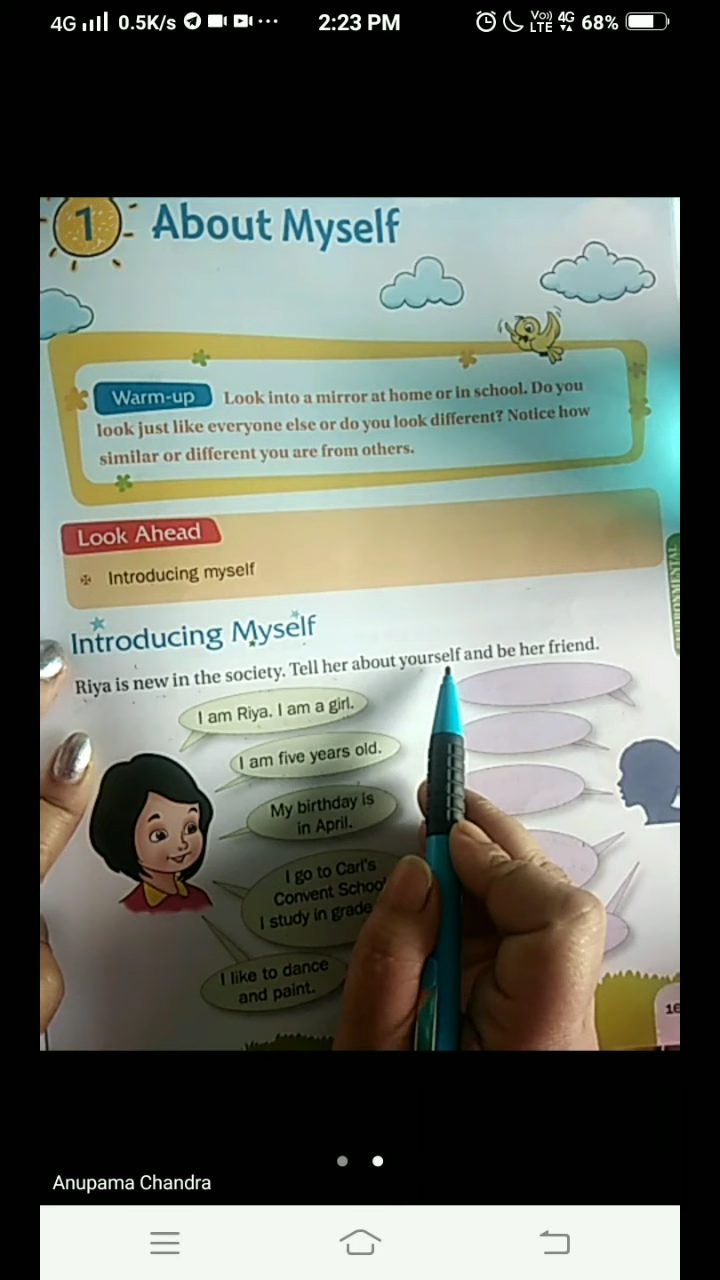 4G 0.5K/s ... 2:23 PM Vo) LTE 4G 68%
1 About Myself
Warm-up Look into a mirror at home or in school. Do you
look just like everyone else or do you look different? Notice how
similar or different you are from others.
Look Ahead
Introducing myself
Introducing Myself
Riya is new in the society. Tell her about yourself and be her friend.
I am Riya. I am a girl.
I am five years old.
My birthday is
in April.
I go to Carl's
Convent School
I study in grade
I like to dance
and paint.
Anupama Chandra